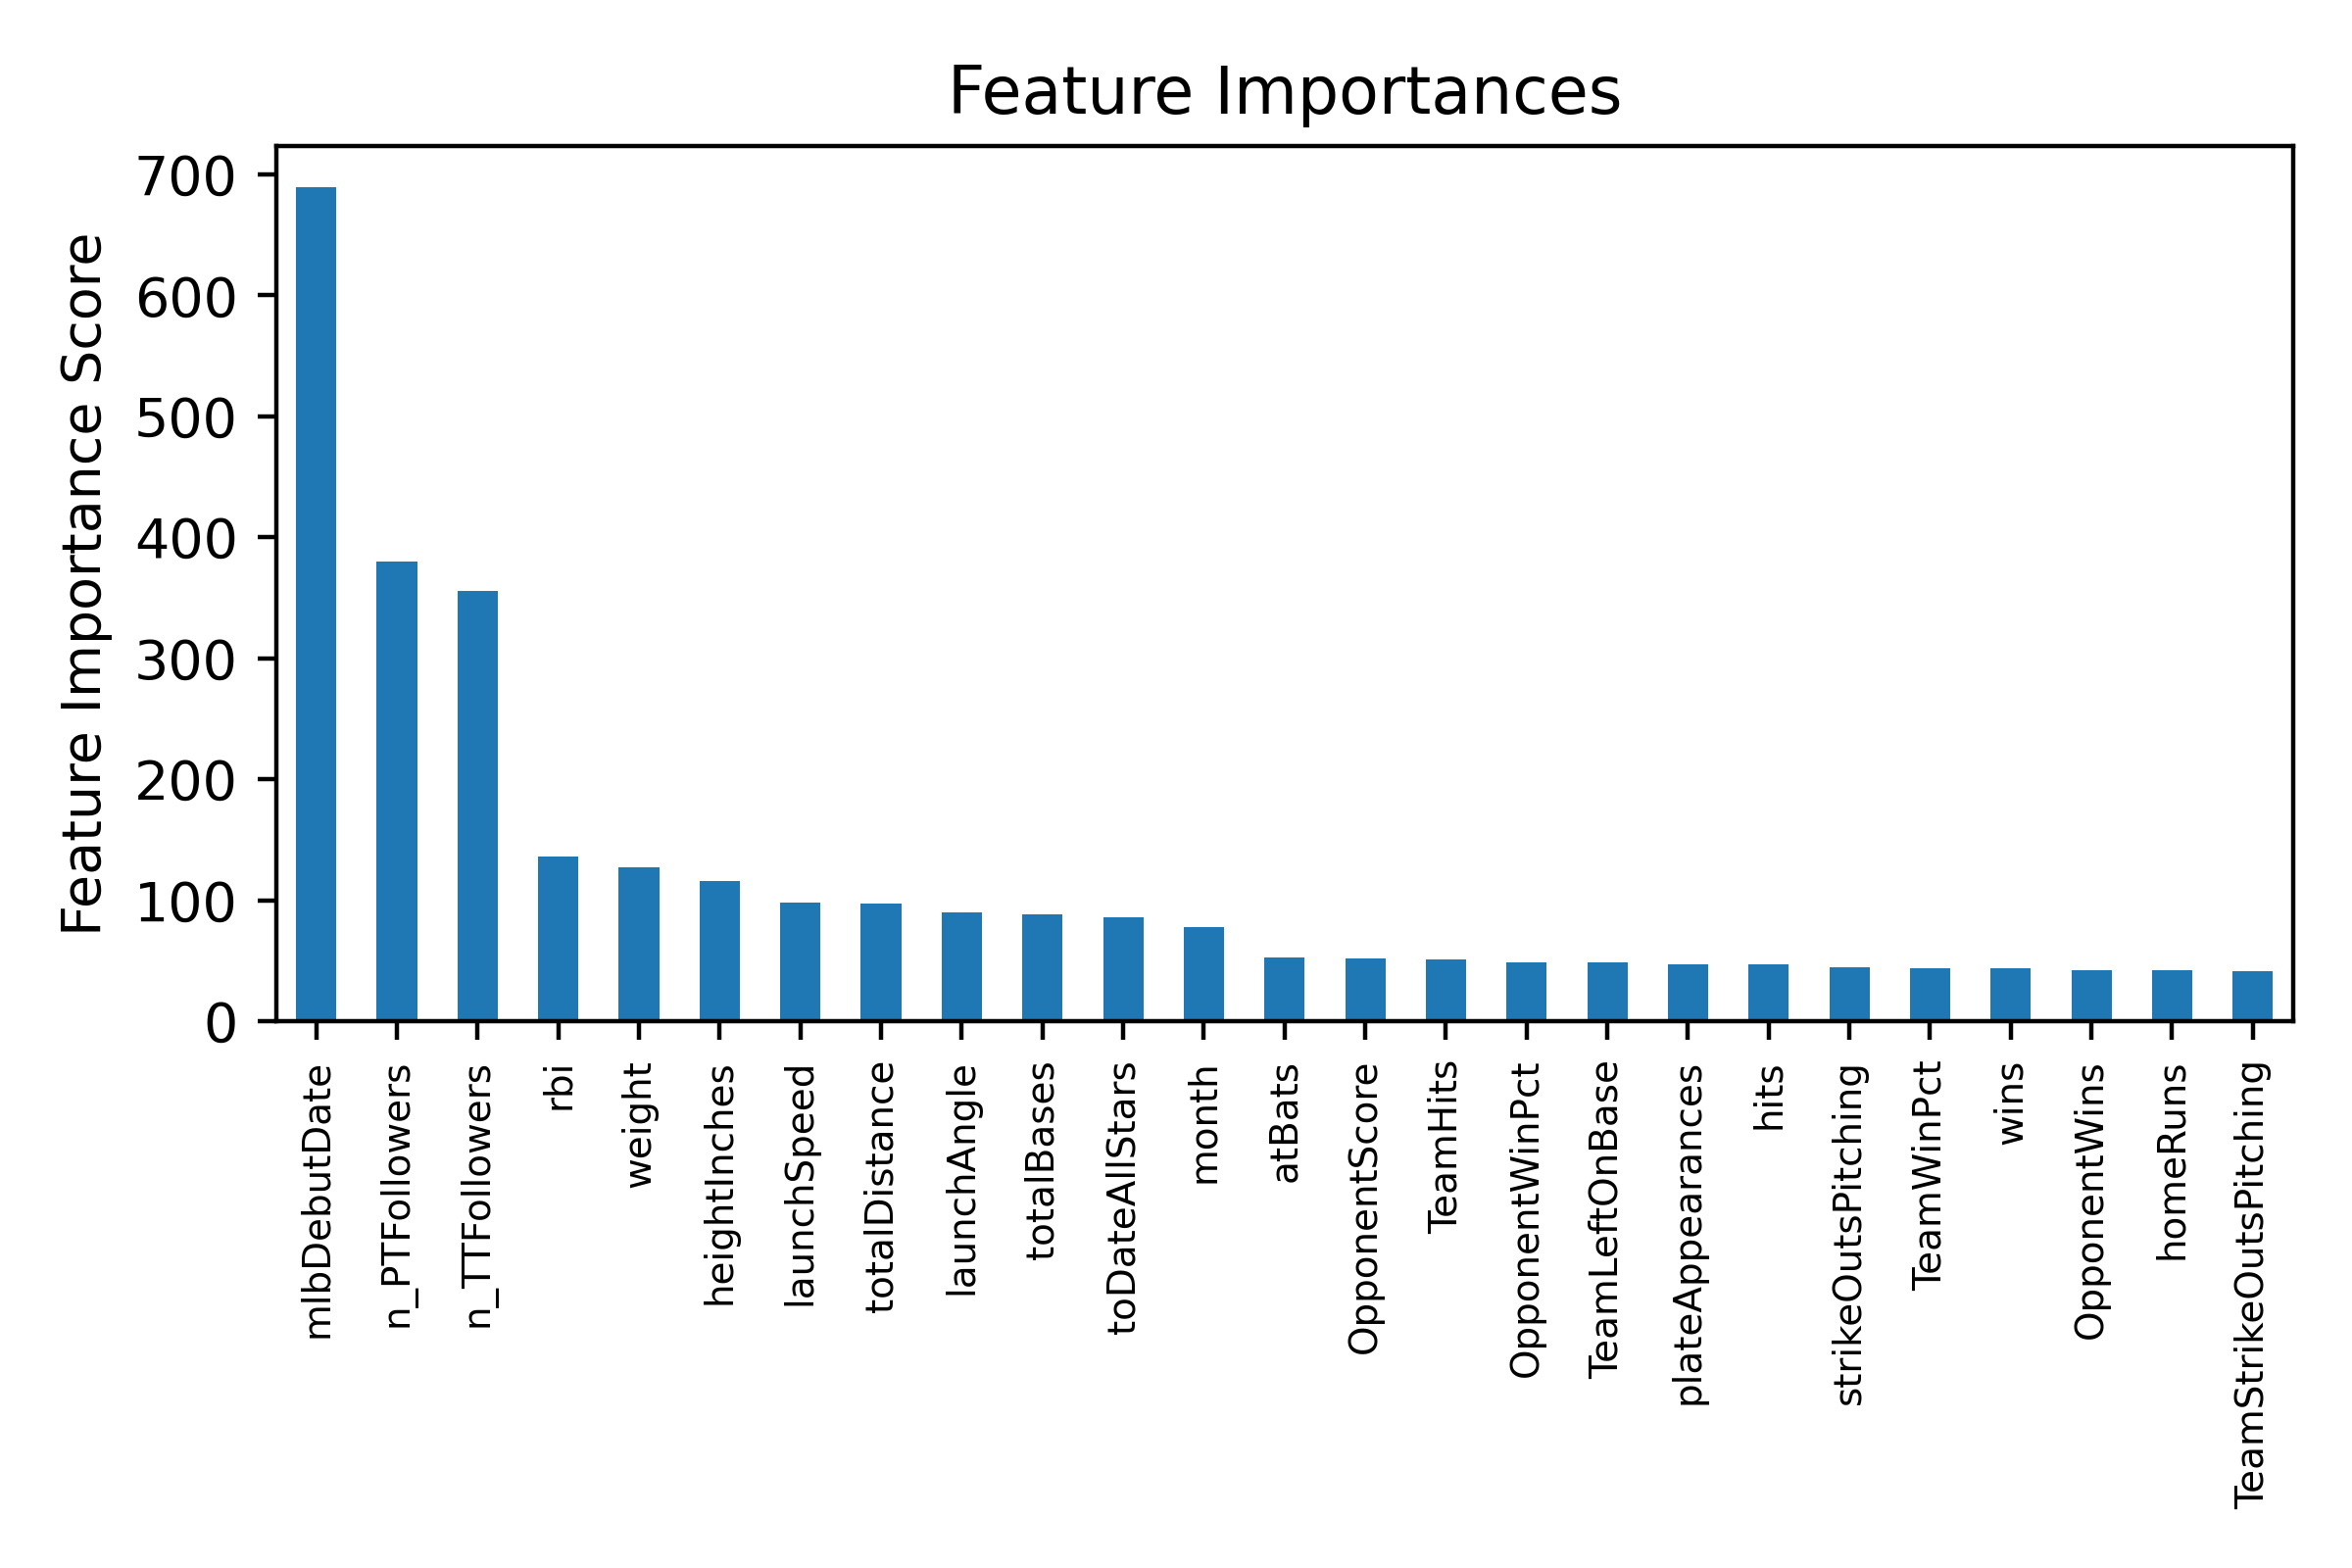 Feature Importances
Feature Importance Score
700
600
500
400
300
200
100
0
mlbDebutDate
n_PTFollowers
n_TTFollowers
rbi
weight
heightInches
launchSpeed
totalDistance
launchAngle
totalBases
toDateAllStars
month
atBats
OpponentScore
TeamHits
OpponentWinPct
TeamLeftOnBase
plateAppearances
hits
strikeOutsPitching
TeamWinPct
wins
OpponentWins
homeRuns
TeamStrikeOutsPitching